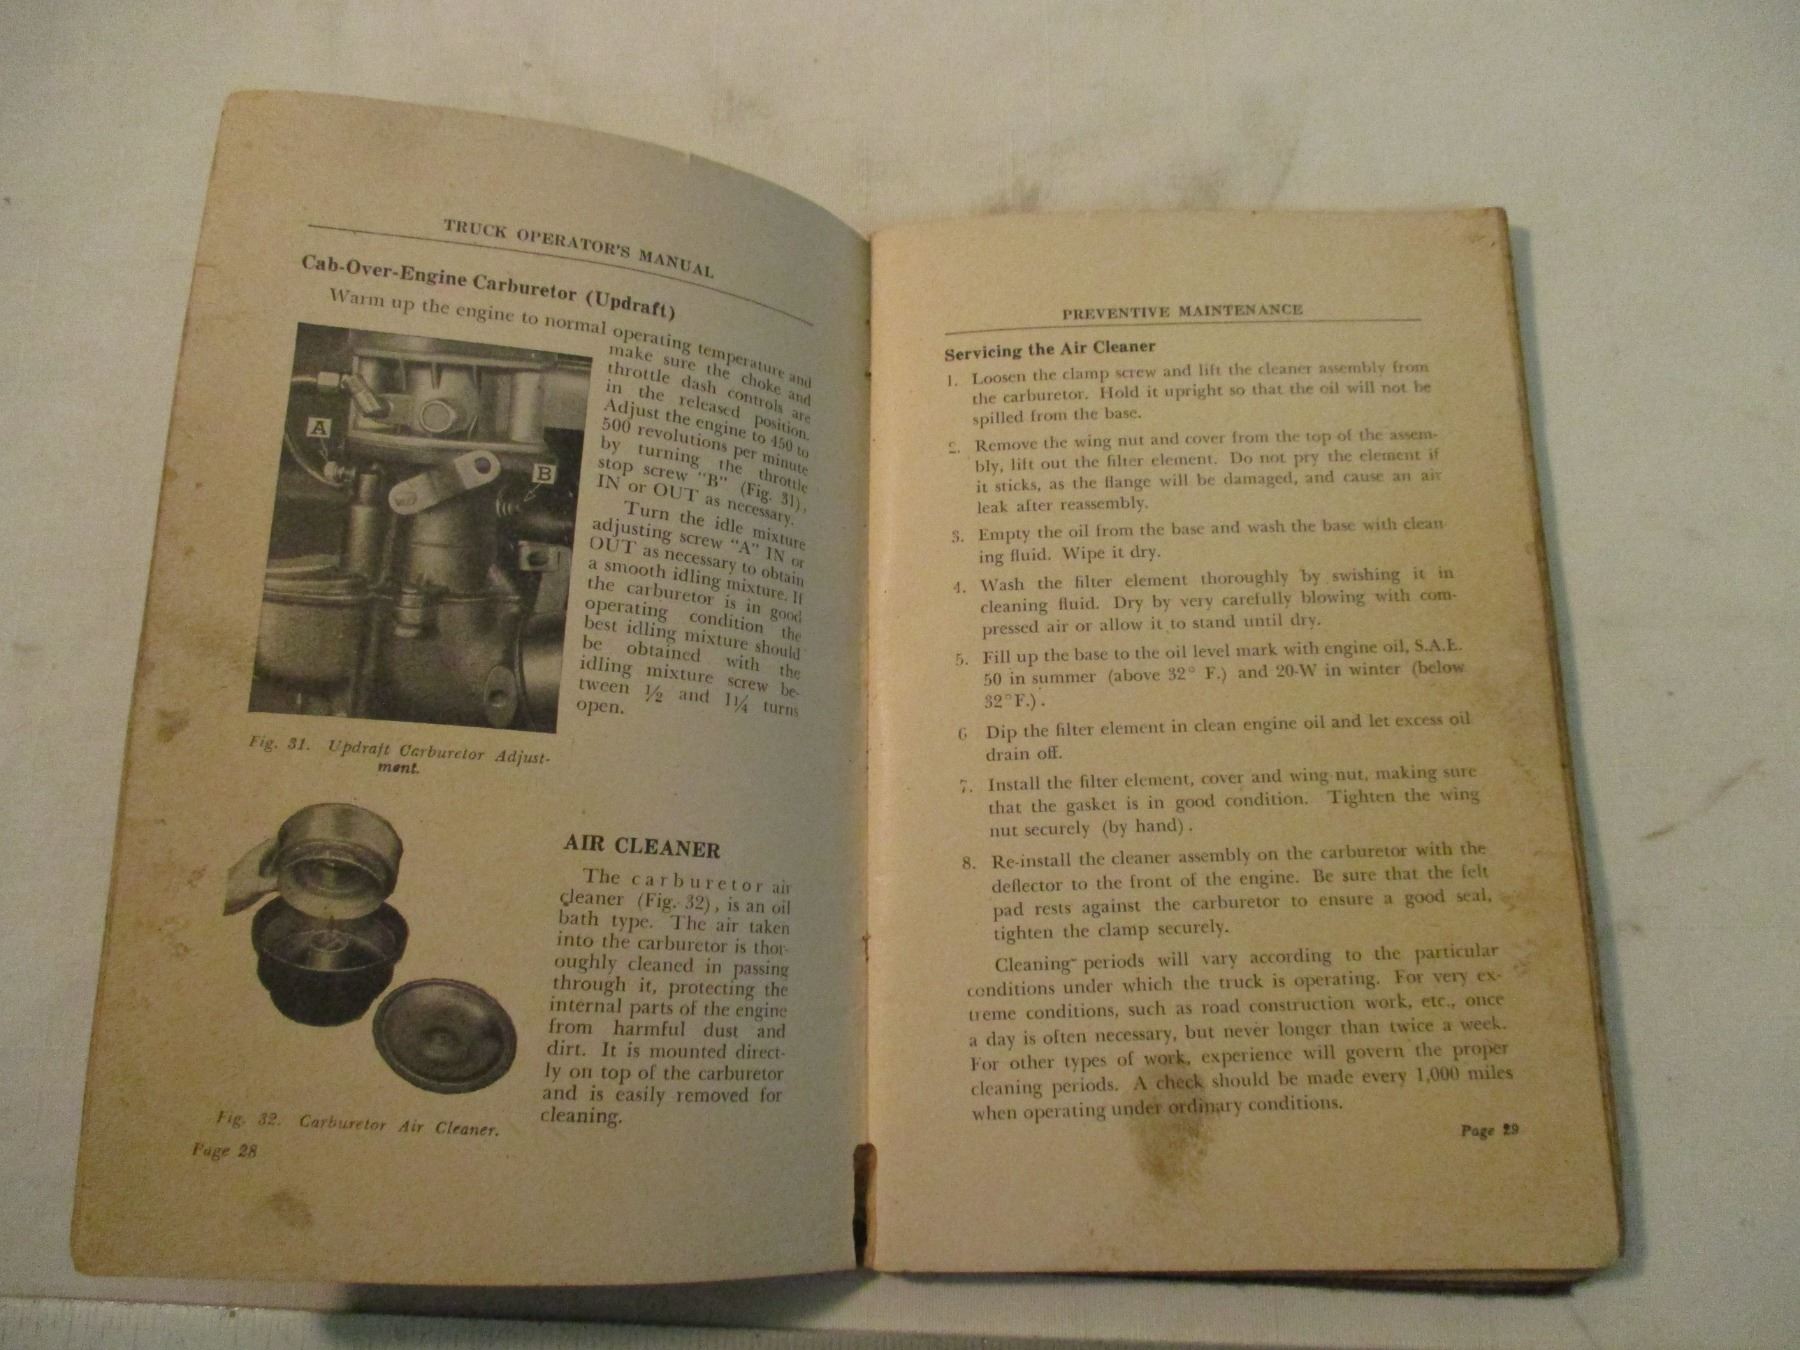 TRUCK OPERATOR'S MANUAL
Cab-Over-Engine Carburetor (Updraft)
Warm up the engine to normal operating temperature and
make sure the choke and
throttle dash controls are
in the released position.
Adjust the engine to 450 to
500 revolutions per minute
by turning the throttle
stop screw "B" (Fig. 31),
IN or OUT as necessary.
Turn the idle mixture
adjusting screw "A" IN or
OUT as necessary to obtain
a smooth idling mixture. If
the carburetor is in good
operating condition the
best idling mixture should
be obtained with the
idling mixture screw be-
tween ½ and 1¼ turns
open.
A
B
Fig. 31. Updraft Carburetor Adjust-
ment.
AIR CLEANER
The carburetor air
cleaner (Fig. 32), is an oil
bath type. The air taken
into the carburetor is thor-
oughly cleaned in passing
through it, protecting the
internal parts of the engine
from harmful dust and
dirt. It is mounted direct-
ly on top of the carburetor
and is easily removed for
cleaning.
Fig. 32. Carburetor Air Cleaner.
Page 28
PREVENTIVE MAINTENANCE
Servicing the Air Cleaner
1. Loosen the clamp screw and lift the cleaner assembly from
the carburetor. Hold it upright so that the oil will not be
spilled from the base.
2. Remove the wing nut and cover from the top of the assem-
bly, lift out the filter element. Do not pry the element if
it sticks, as the flange will be damaged, and cause an air
leak after reassembly.
3. Empty the oil from the base and wash the base with clean-
ing fluid. Wipe it dry.
4. Wash the filter element thoroughly by swishing it in
cleaning fluid. Dry by very carefully blowing with com-
pressed air or allow it to stand until dry.
5. Fill up the base to the oil level mark with engine oil, S.A.E.
50 in summer (above 32° F.) and 20-W in winter (below
32°F.).
6 Dip the filter element in clean engine oil and let excess oil
drain off.
7. Install the filter element, cover and wing nut, making sure
that the gasket is in good condition. Tighten the wing
nut securely (by hand).
8. Re-install the cleaner assembly on the carburetor with the
deflector to the front of the engine. Be sure that the felt
pad rests against the carburetor to ensure a good seal,
tighten the clamp securely.
Cleaning periods will vary according to the particular
conditions under which the truck is operating. For very ex-
treme conditions, such as road construction work, etc., once
a day is often necessary, but never longer than twice a week.
For other types of work, experience will govern the proper
cleaning periods. A check should be made every 1,000 miles
when operating under ordinary conditions.
Page 29